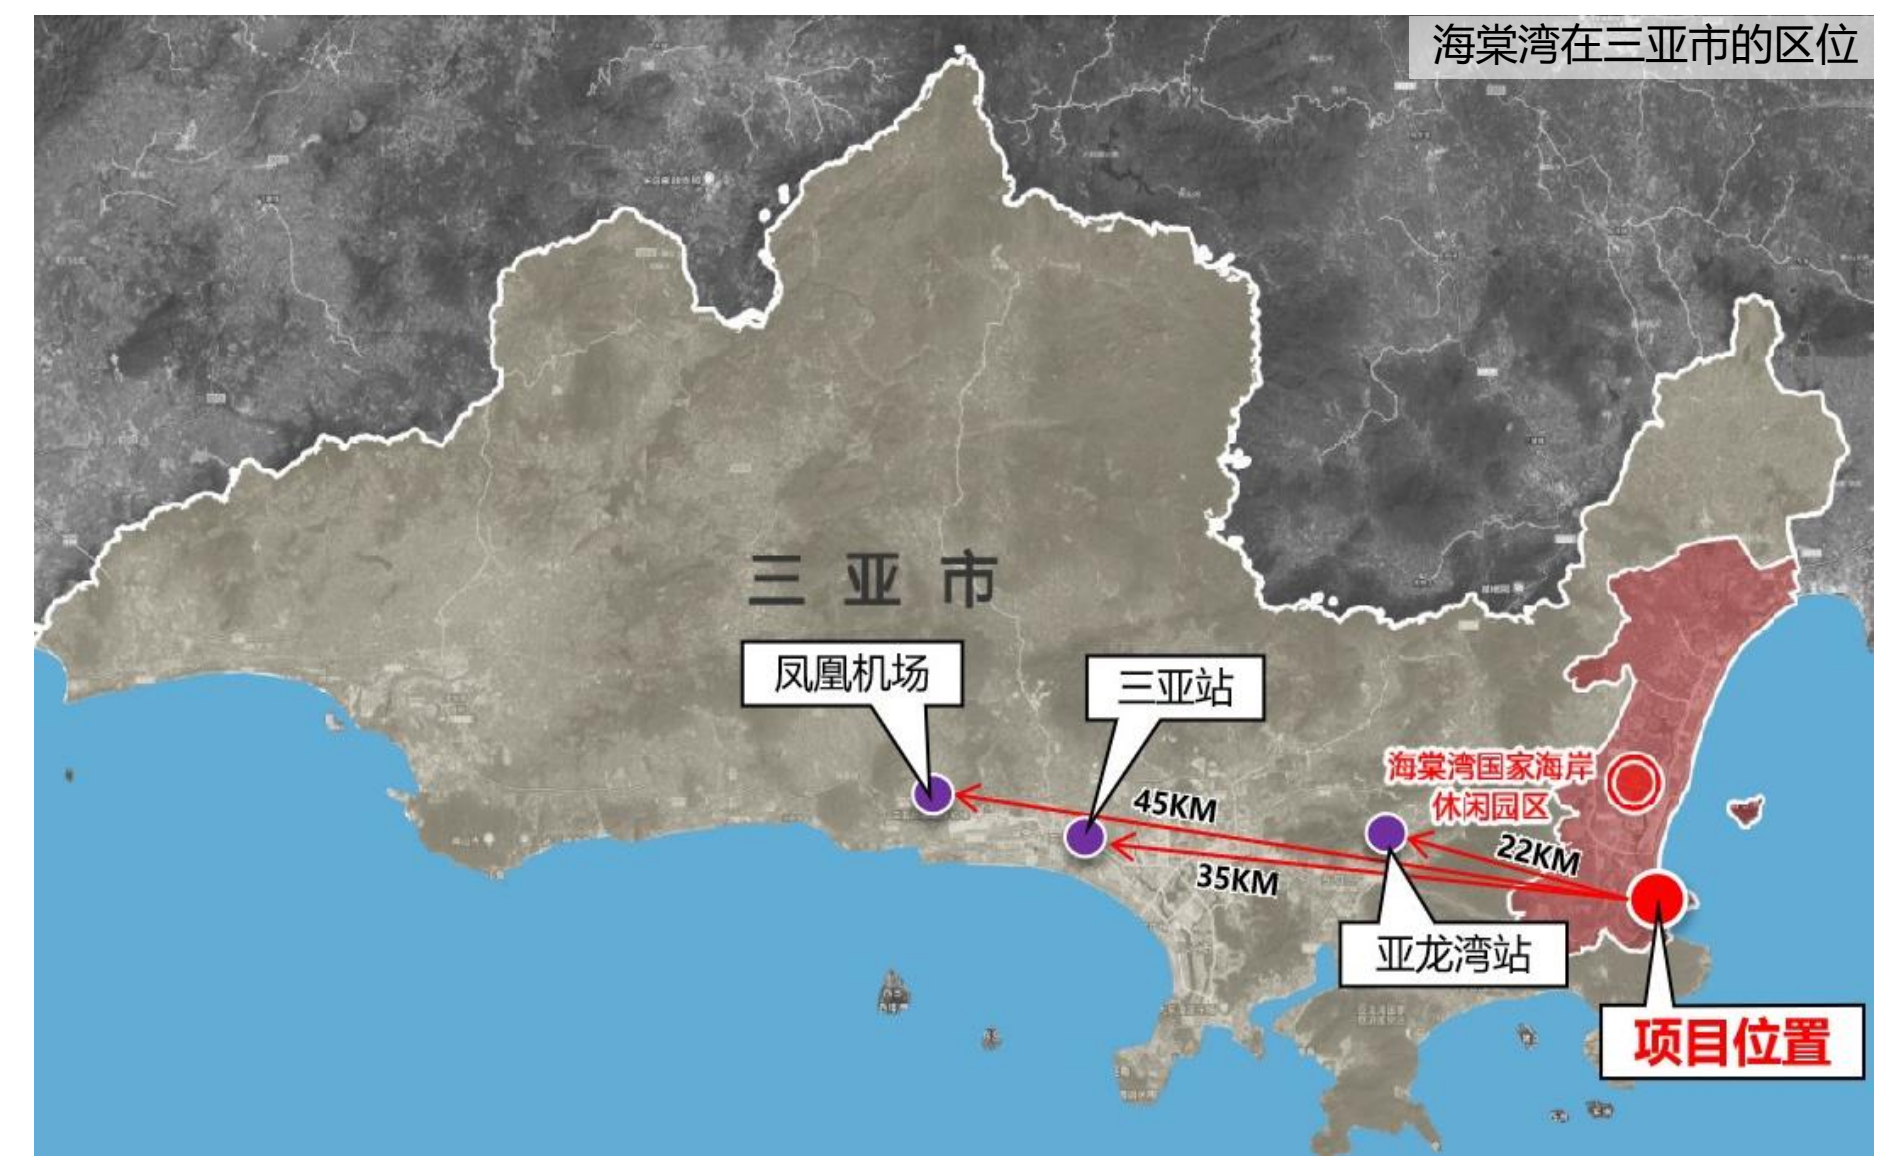 海棠湾在三亚市的区位
三亚市
凤凰机场
三亚站
海棠湾国家海岸
休闲园区
45KM
22KM
35KM
亚龙湾站
项目位置